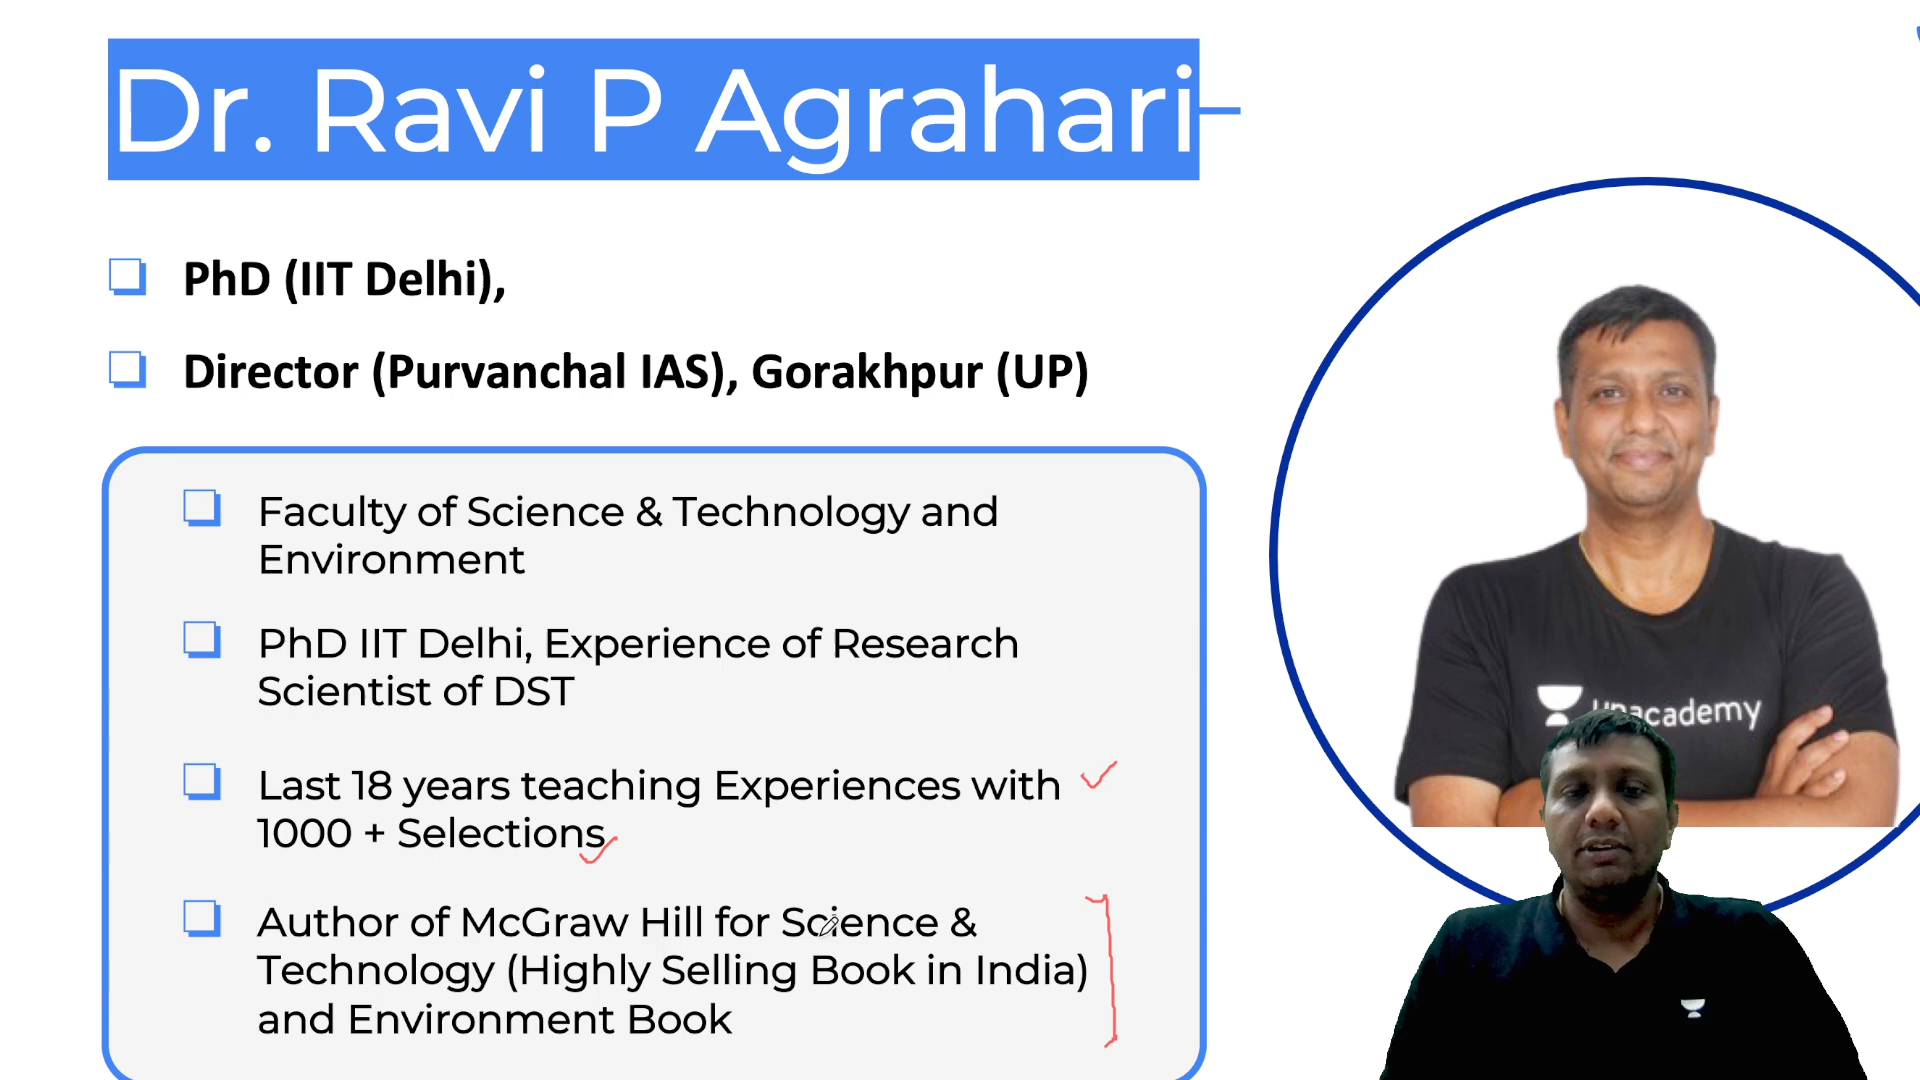 Dr. Ravi P Agrahari–
PhD (IIT Delhi),
Director (Purvanchal IAS), Gorakhpur (UP)
Faculty of Science & Technology and
Environment
PhD IIT Delhi, Experience of Research
Scientist of DST
Last 18 years teaching Experiences with
1000 + Selections
Author of McGraw Hill for Science &
Technology (Highly Selling Book in India)
and Environment Book
unacademy